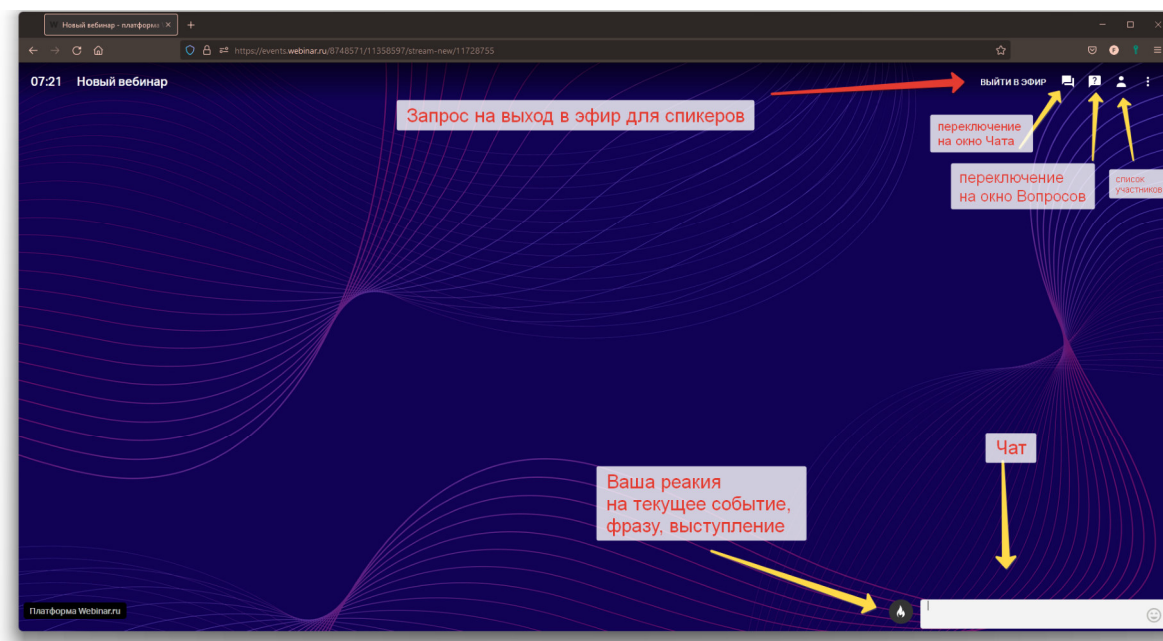 Новый вебинар - платформа
https://events.webinar.ru/8748571/11358597/stream-new/11728755
07:21 Новый вебинар
ВЫЙТИ В ЭФИР
Запрос на выход в эфир для спикеров
переключение
на окно Чата
переключение
на окно Вопросов
список
участников
Чат
Ваша реакия
на текущее событие,
фразу, выступление
Платформа Webinar.ru